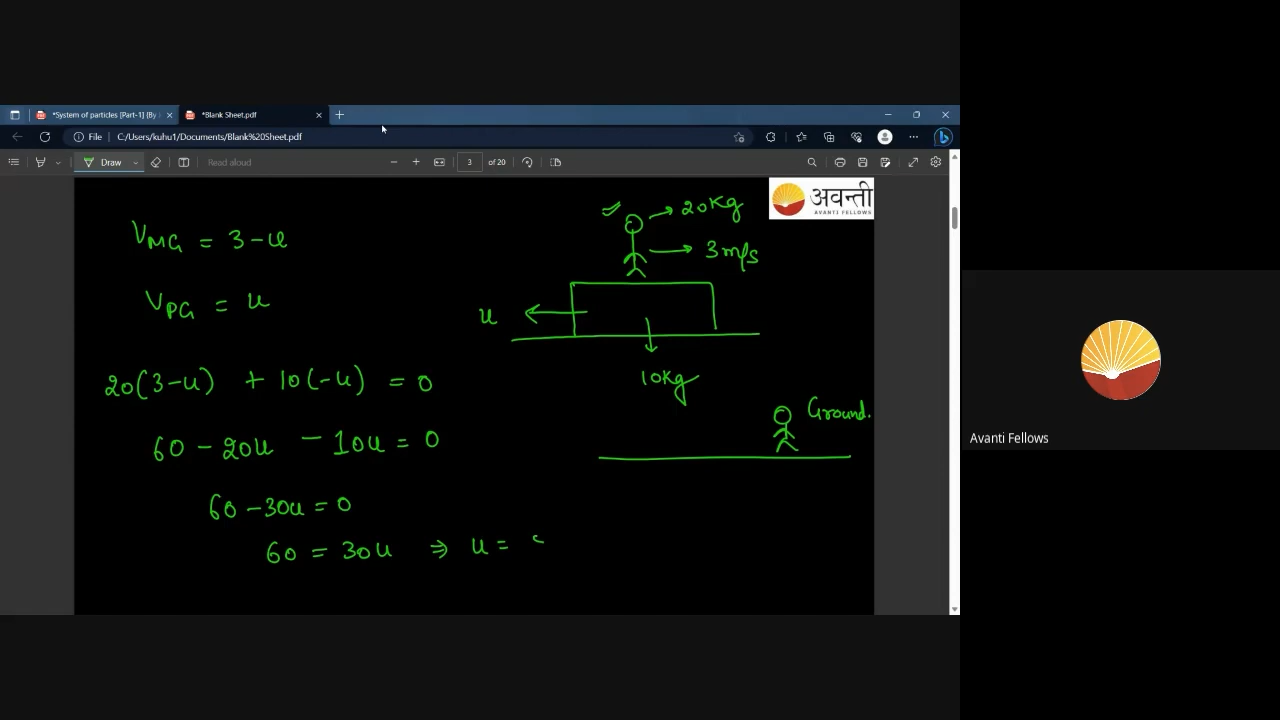 *System of particles [Part-1] (By
*Blank Sheet.pdf
File
C:/Users/kuhu1/Documents/Blank%20Sheet.pdf
Draw
Read aloud
3 of 20
अवन्ती
AVANTI FELLOWS
20Kg
3m/s
V_MG = 3-u
V_PG = u
u
10Kg
20(3-u) + 10(-u) = 0
Ground.
60 - 20u - 10u = 0
60 - 30u = 0
60 = 30u ⇒ u =
Avanti Fellows